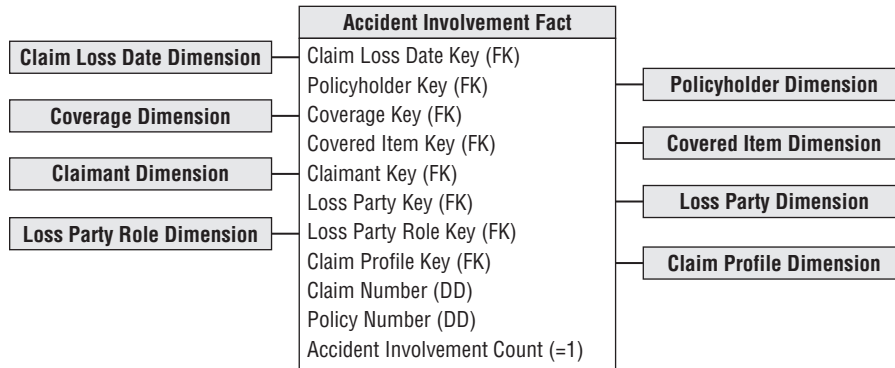 Accident Involvement Fact
Claim Loss Date Dimension
Claim Loss Date Key (FK)
Policyholder Key (FK)
Policyholder Dimension
Coverage Dimension
Coverage Key (FK)
Covered Item Key (FK)
Covered Item Dimension
Claimant Dimension
Claimant Key (FK)
Loss Party Key (FK)
Loss Party Dimension
Loss Party Role Dimension
Loss Party Role Key (FK)
Claim Profile Key (FK)
Claim Profile Dimension
Claim Number (DD)
Policy Number (DD)
Accident Involvement Count (=1)